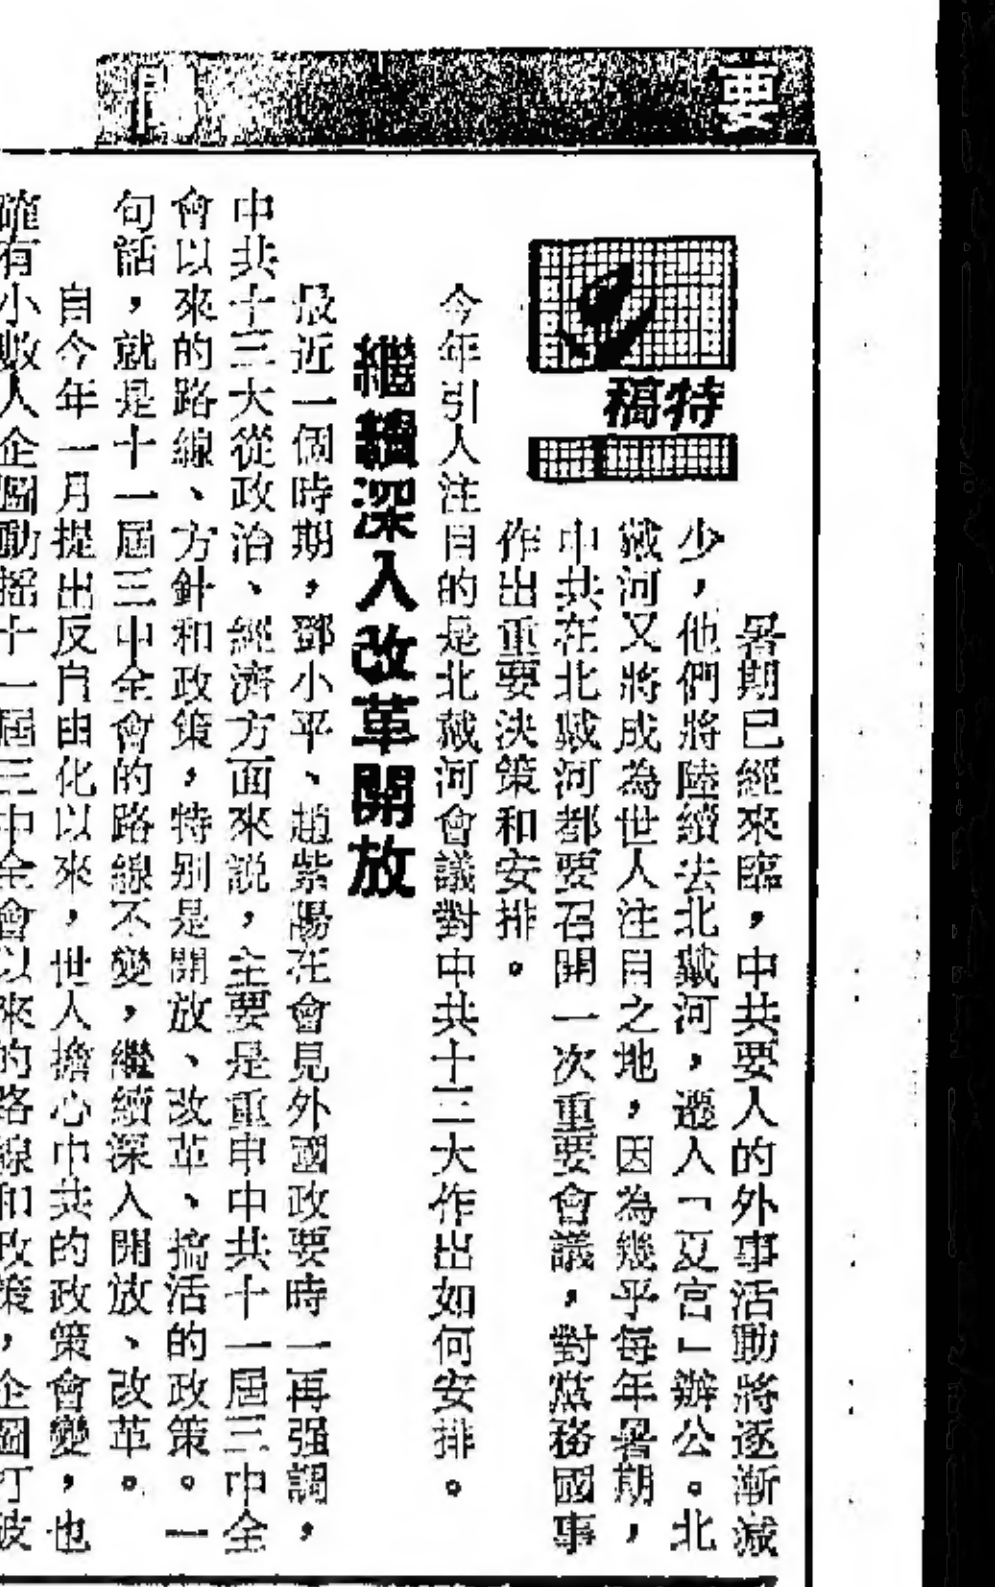 要聞
特稿
暑期已經來臨，中共要人的外事活動將逐漸減
少，他們將陸續去北戴河，遷入「夏宮」辦公。北
戴河又將成為世人注目之地，因為幾乎每年暑期，
中共在北戴河都要召開一次重要會議，對黨務國事
作出重要決策和安排。
今年引人注目的是北戴河會議對中共十三大作出如何安排。
繼續深入改革開放
最近一個時期，鄧小平、趙紫陽在會見外國政要時一再强調，
中共十三大從政治、經濟方面來説，主要是重申中共十一屆三中全
會以來的路線、方針和政策，特別是開放、改革、搞活的政策。一
句話，就是十一屆三中全會的路線不變，繼續深入開放、改革。
自今年一月提出反自由化以來，世人擔心中共的政策會變，也
確有小數人企圖動摇十一屆三中全會以來的路線和政策，企圖打破